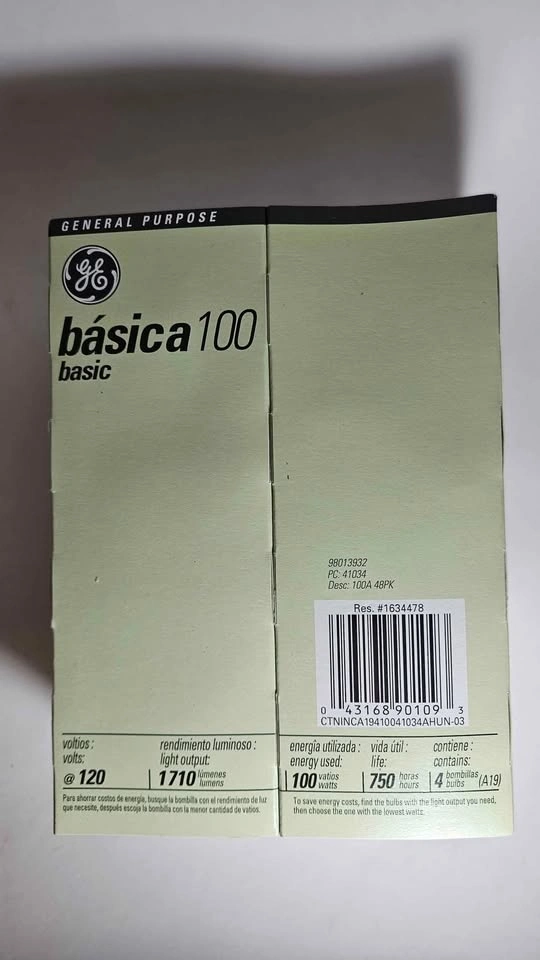 GENERAL PURPOSE
GE
básica 100
basic
98013932
PC: 41034
Desc: 100A 48PK
Res. #1634478
0 43168 90109 3
CTNINCA19410041034AHUN-03
voltios :
volts:
@ 120
rendimiento luminoso :
light output:
1710 lúmenes
lumens
Para ahorrar costos de energía, busque la bombilla con el rendimiento de luz
que necesite, después escoja la bombilla con la menor cantidad de vatios.
energía utilizada :
energy used:
100 vatios
watts
vida útil :
life:
750 horas
hours
contiene :
contains:
4 bombillas
bulbs (A19)
To save energy costs, find the bulbs with the light output you need,
then choose the one with the lowest watts.